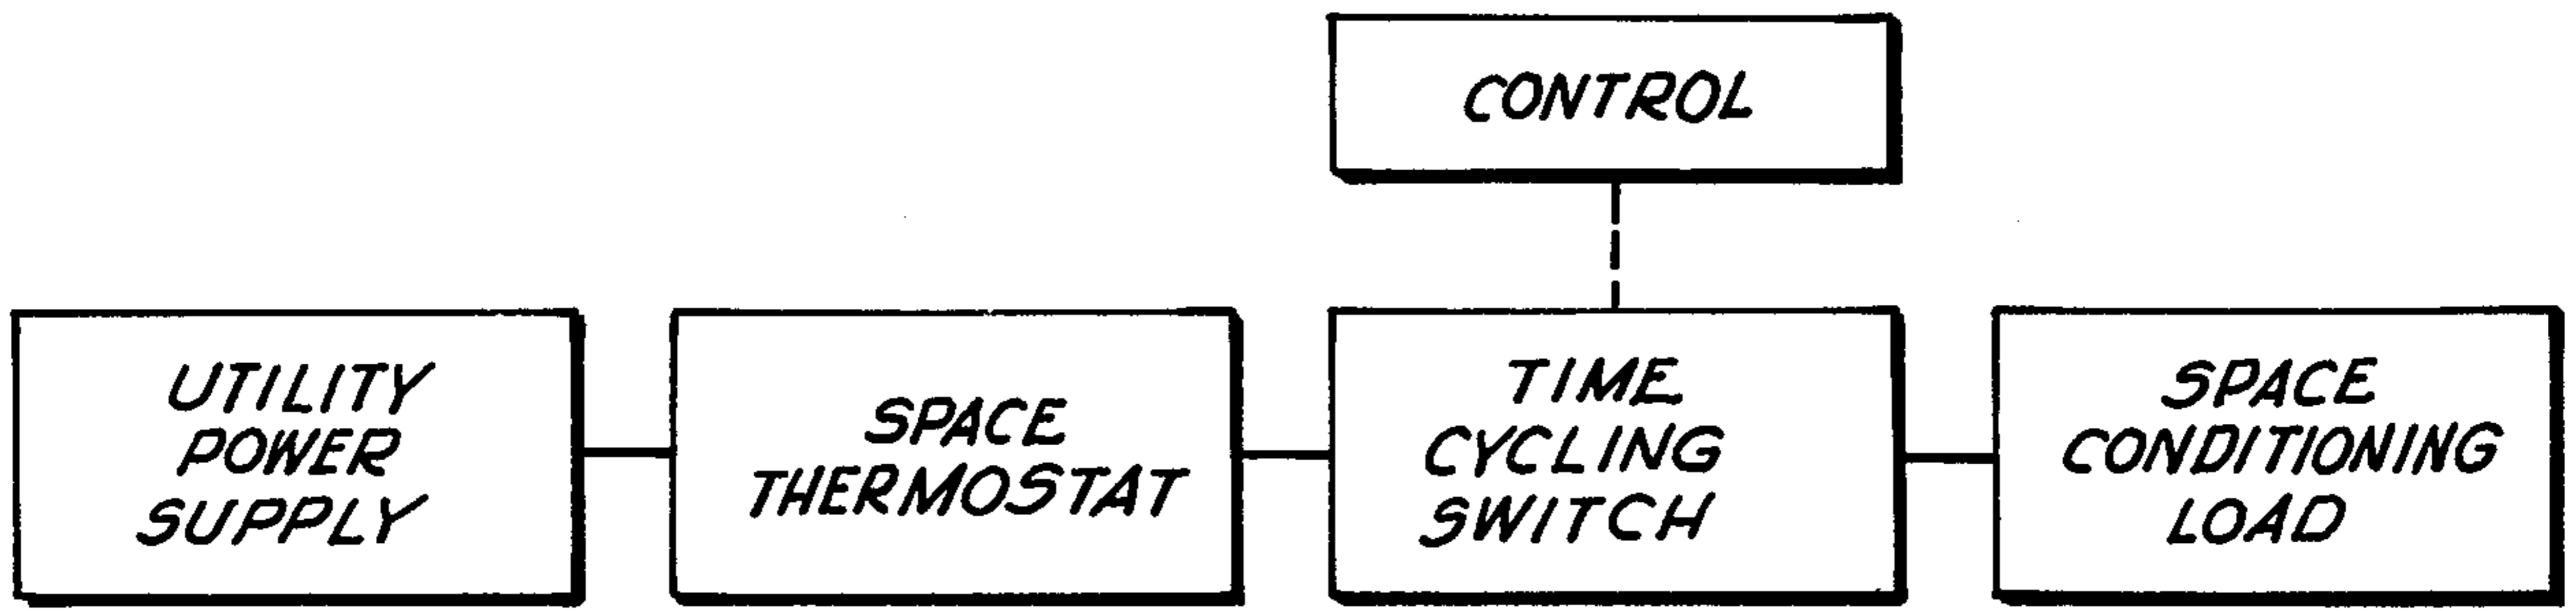 CONTROL
UTILITY
POWER
SUPPLY
SPACE
THERMOSTAT
TIME
CYCLING
SWITCH
SPACE
CONDITIONING
LOAD